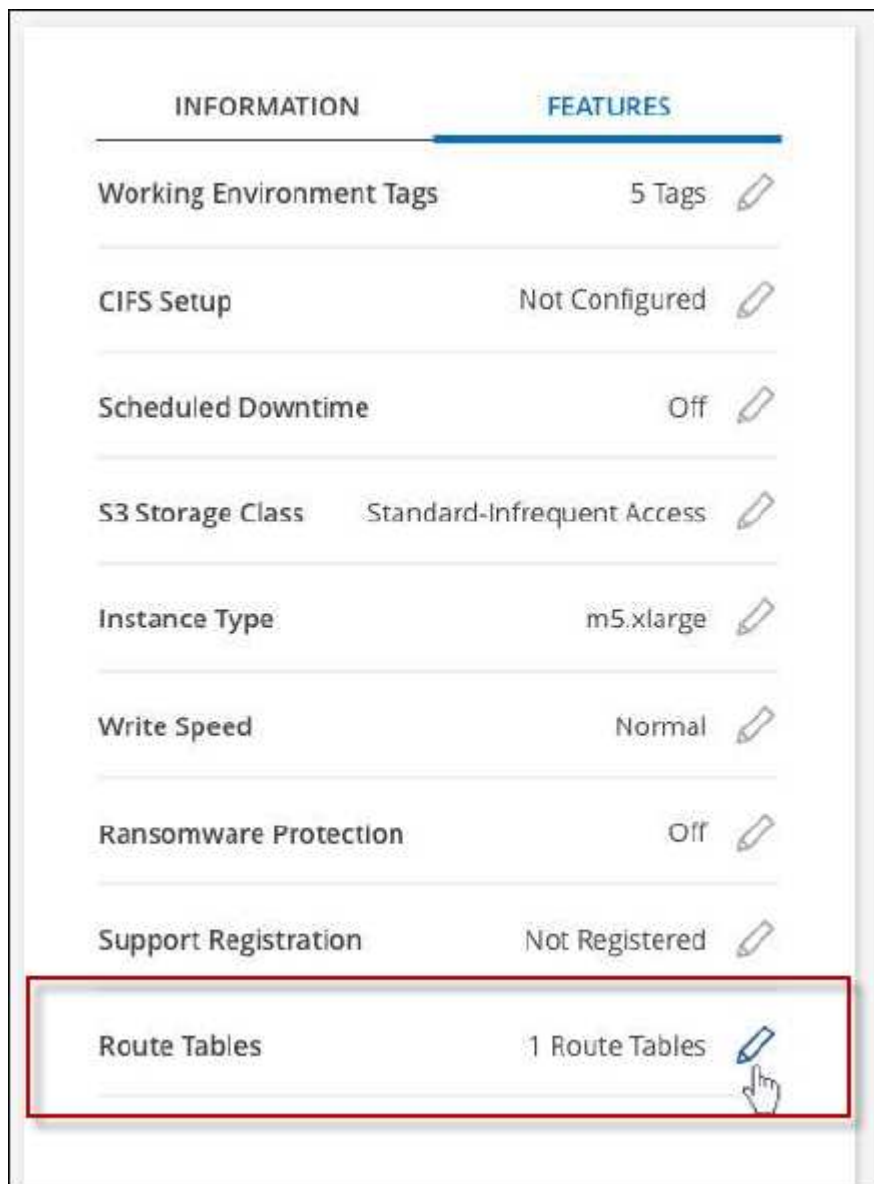 INFORMATION FEATURES
Working Environment Tags 5 Tags
CIFS Setup Not Configured
Scheduled Downtime Off
S3 Storage Class Standard-Infrequent Access
Instance Type m5.xlarge
Write Speed Normal
Ransomware Protection Off
Support Registration Not Registered
Route Tables 1 Route Tables